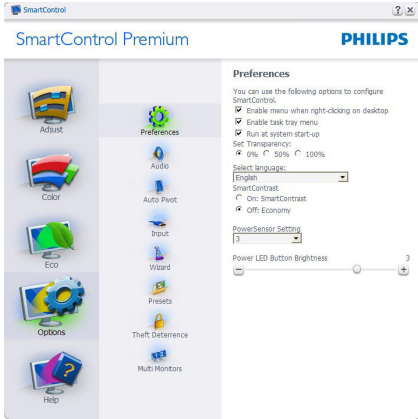 SmartControl
SmartControl Premium
PHILIPS
Adjust
Color
Eco
Options
Help
Preferences
Audio
Auto Pivot
Input
Wizard
Presets
Theft Deterrence
Multi Monitors
Preferences
You can use the following options to configure
SmartControl.
Enable menu when right-clicking on desktop
Enable task tray menu
Run at system start-up
Set Transparency:
0% 50% 100%
Select language:
English
SmartContrast
On: SmartContrast
Off: Economy
PowerSensor Setting
3
Power LED Button Brightness 3